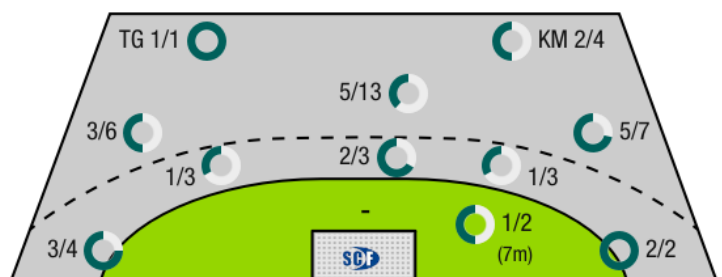 TG 1/1
KM 2/4
5/13
3/6
5/7
2/3
1/3
1/3
-
1/2
(7m)
3/4
SCF
2/2